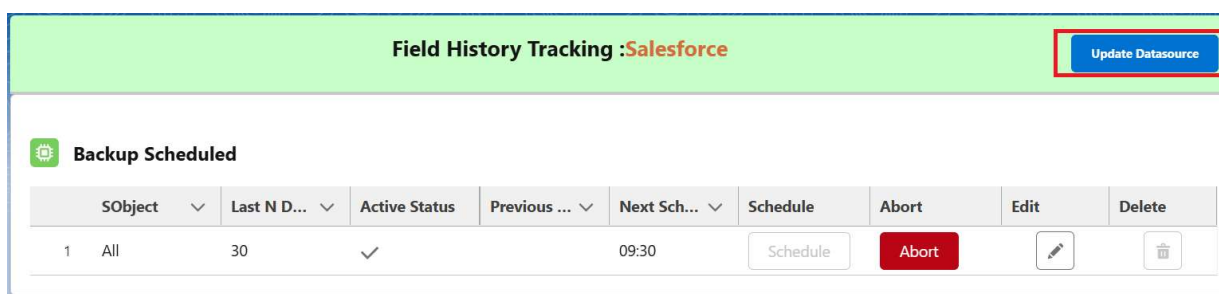 Field History Tracking :Salesforce
Update Datasource
Backup Scheduled
SObject Last N D... Active Status Previous ... Next Sch... Schedule Abort Edit Delete
1 All 30 09:30 Schedule Abort